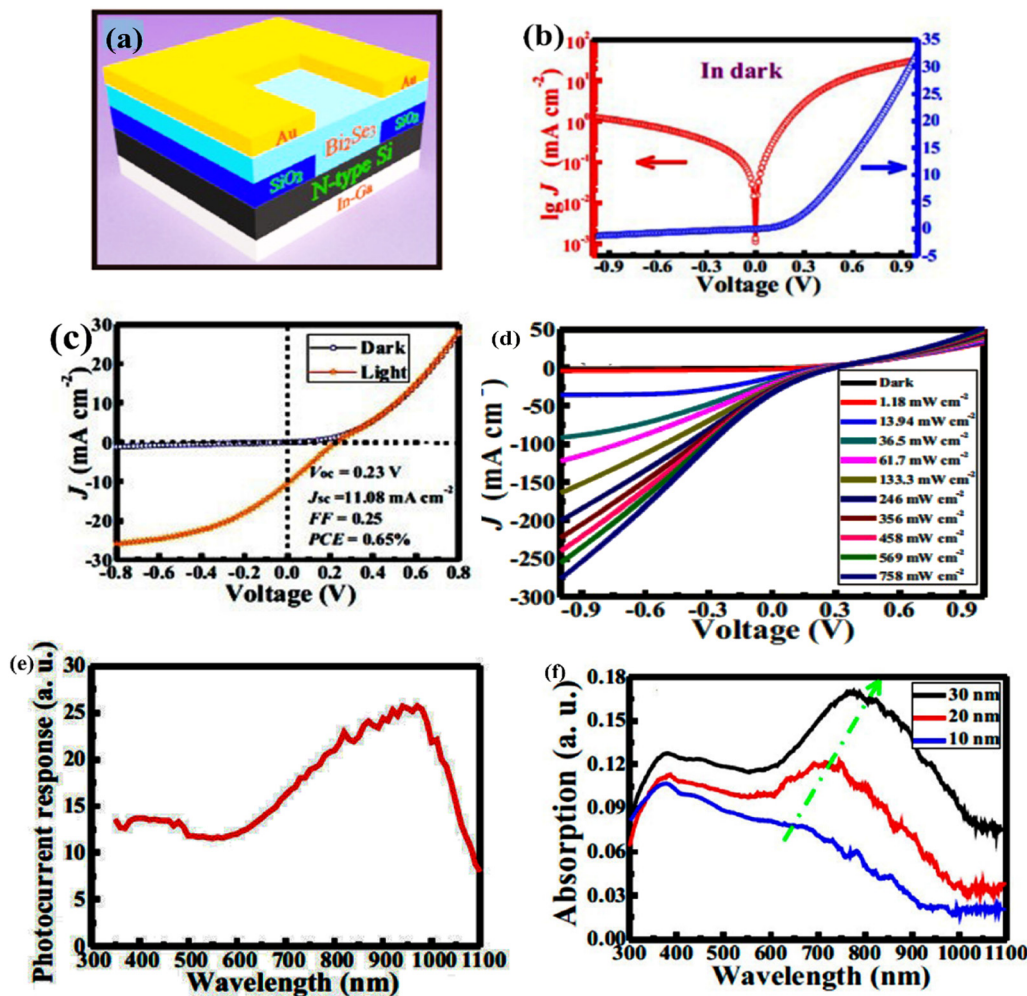 (a)
Au
Au
Bi2Se3
SiO2
SiO2
N-type Si
In-Ga
(b)
In dark
lg J (mA cm-2)
10^2
10^1
10^0
10^-1
10^-2
10^-3
35
30
25
20
15
10
5
0
-5
-0.9 -0.6 -0.3 0.0 0.3 0.6 0.9
Voltage (V)
(c)
J (mA cm-2)
30
20
10
0
-10
-20
-30
Dark
Light
Voc = 0.23 V
Jsc =11.08 mA cm-2
FF = 0.25
PCE = 0.65%
-0.8 -0.6 -0.4 -0.2 0.0 0.2 0.4 0.6 0.8
Voltage (V)
(d)
J (mA cm-
50
0
-50
-100
-150
-200
-250
-300
Dark
1.18 mW cm-2
13.94 mW cm-2
36.5 mW cm-2
61.7 mW cm-2
133.3 mW cm-2
246 mW cm-2
356 mW cm-2
458 mW cm-2
569 mW cm-2
758 mW cm-2
-0.9 -0.6 -0.3 0.0 0.3 0.6 0.9
Voltage (V)
(e)
Photocurrent response (a. u.)
30
25
20
15
10
5
0
300 400 500 600 700 800 900 1000 1100
Wavelength (nm)
(f)
Absorption (a. u.)
0.18
0.15
0.12
0.09
0.06
0.03
0.00
30 nm
20 nm
10 nm
300 400 500 600 700 800 900 1000 1100
Wavelength (nm)